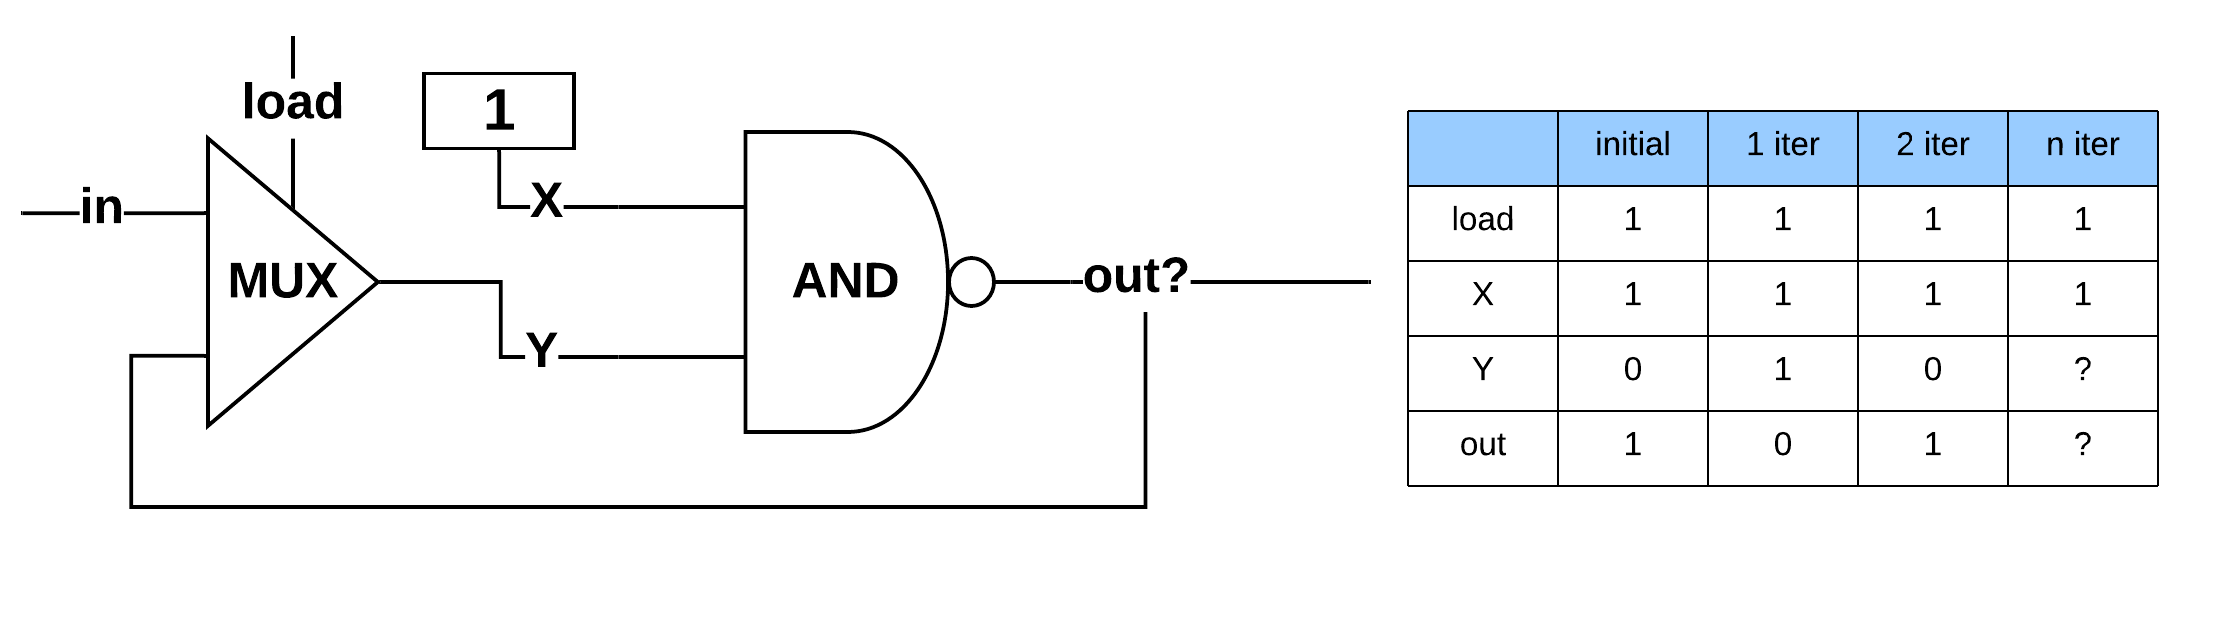 load
1
in
X
MUX
AND
out?
Y
initial 1 iter 2 iter n iter
load 1 1 1 1
X 1 1 1 1
Y 0 1 0 ?
out 1 0 1 ?